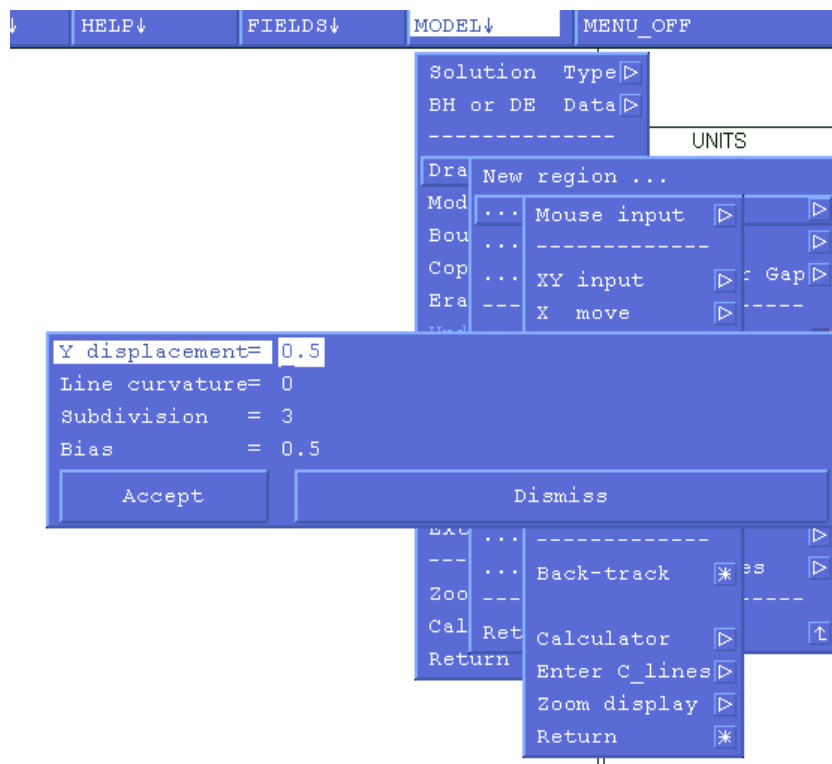 HELP↓ FIELDS↓ MODEL↓ MENU_OFF
Solution Type
BH or DE Data
---------------
UNITS
Dra
New region ...
Mod
...
Mouse input
Bou
...
-------------
Cop
...
XY input
r Gap
Era
---
X move
-----
Y displacement= 0.5
Line curvature= 0
Subdivision = 3
Bias = 0.5
Accept Dismiss
...
-------------
---
...
Back-track
es
Zoo
---
-----
Cal
Ret
Calculator
Return
Enter C_lines
Zoom display
Return